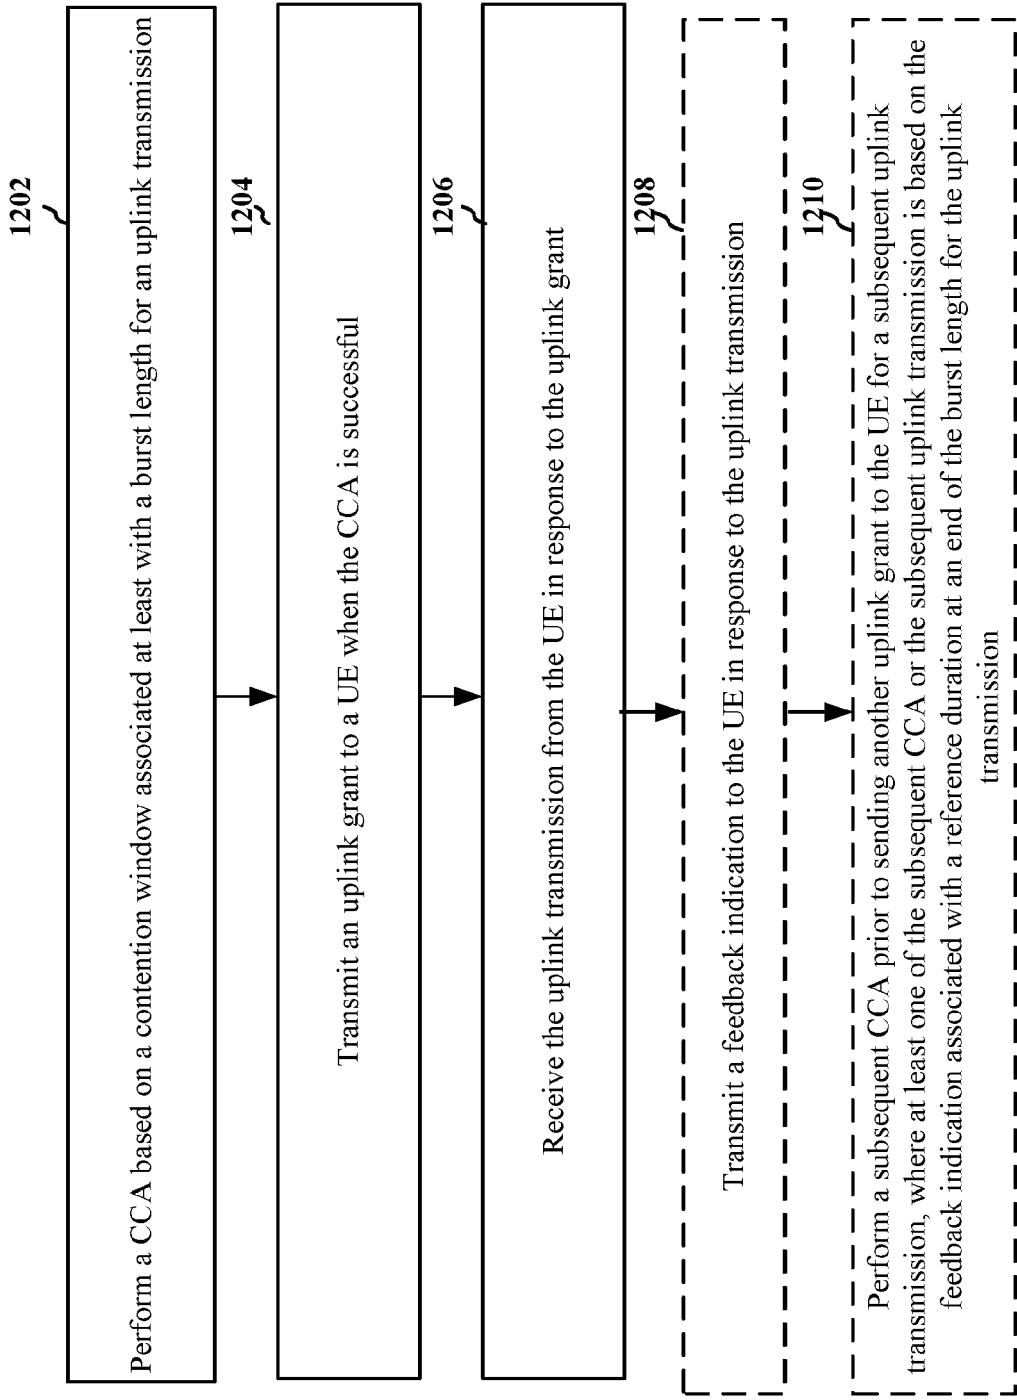 1202
Perform a CCA based on a contention window associated at least with a burst length for an uplink transmission
1204
Transmit an uplink grant to a UE when the CCA is successful
1206
Receive the uplink transmission from the UE in response to the uplink grant
1208
Transmit a feedback indication to the UE in response to the uplink transmission
1210
Perform a subsequent CCA prior to sending another uplink grant to the UE for a subsequent uplink
transmission, where at least one of the subsequent CCA or the subsequent uplink transmission is based on the
feedback indication associated with a reference duration at an end of the burst length for the uplink
transmission